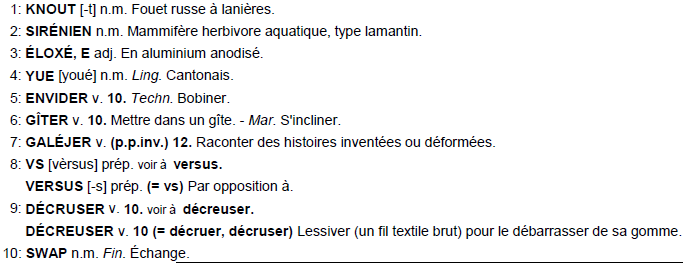 1: KNOUT [-t] n.m. Fouet russe à lanières.
2: SIRÉNIEN n.m. Mammifère herbivore aquatique, type lamantin.
3: ÉLOXÉ, E adj. En aluminium anodisé.
4: YUE [youé] n.m. Ling. Cantonais.
5: ENVIDER v. 10. Techn. Bobiner.
6: GÎTER v. 10. Mettre dans un gîte. - Mar. S'incliner.
7: GALÉJER v. (p.p.inv.) 12. Raconter des histoires inventées ou déformées.
8: VS [vèrsus] prép. voir à versus.
VERSUS [-s] prép. (= vs) Par opposition à.
9: DÉCRUSER v. 10. voir à décreuser.
DÉCREUSER v. 10 (= décruer, décruser) Lessiver (un fil textile brut) pour le débarrasser de sa gomme.
10: SWAP n.m. Fin. Échange.